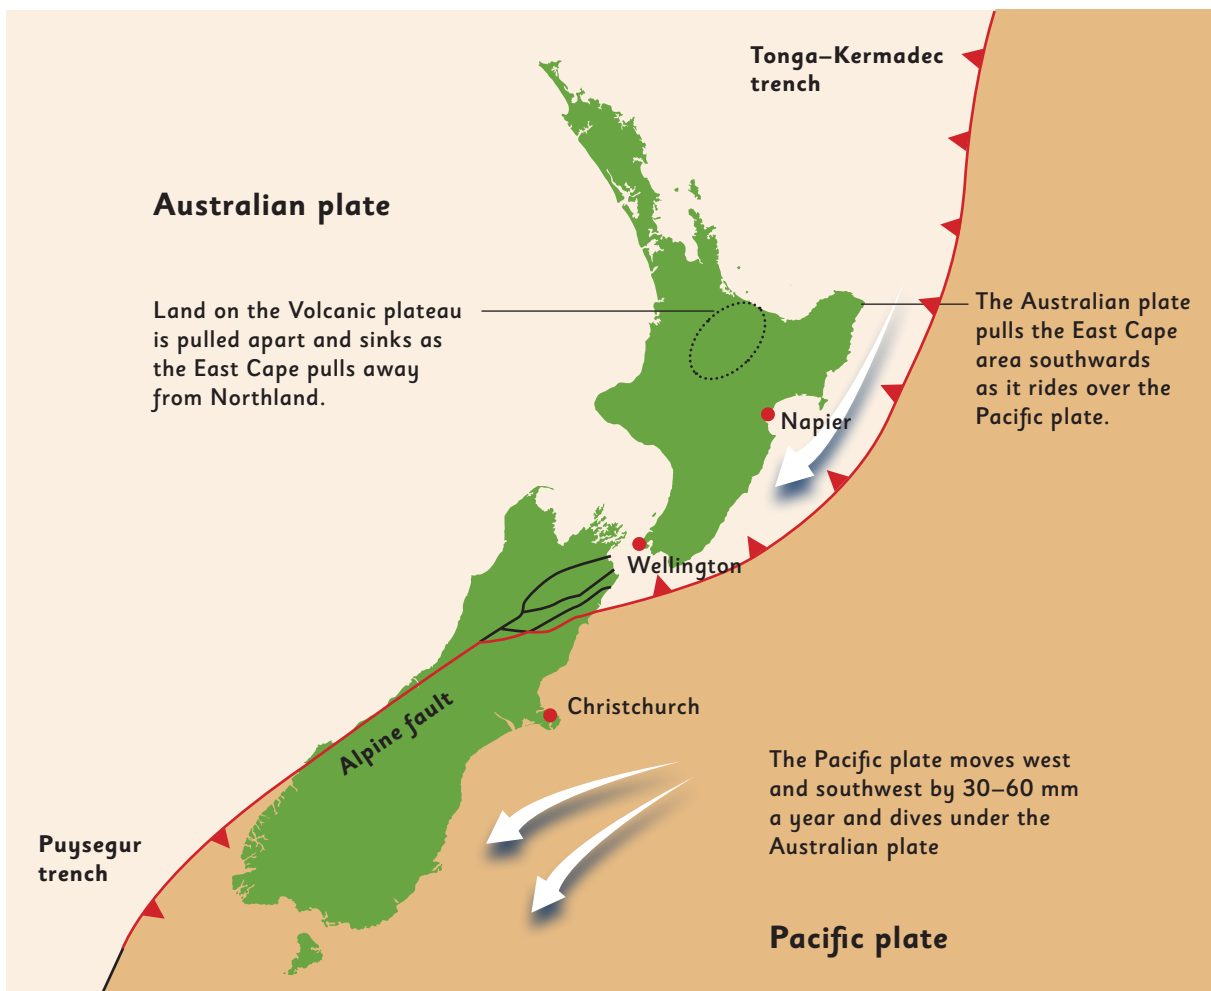 Tonga–Kermadec
trench
Australian plate
Land on the Volcanic plateau
is pulled apart and sinks as
the East Cape pulls away
from Northland.
The Australian plate
pulls the East Cape
area southwards
as it rides over the
Pacific plate.
Napier
Wellington
Alpine fault
Christchurch
The Pacific plate moves west
and southwest by 30–60 mm
a year and dives under the
Australian plate
Puysegur
trench
Pacific plate